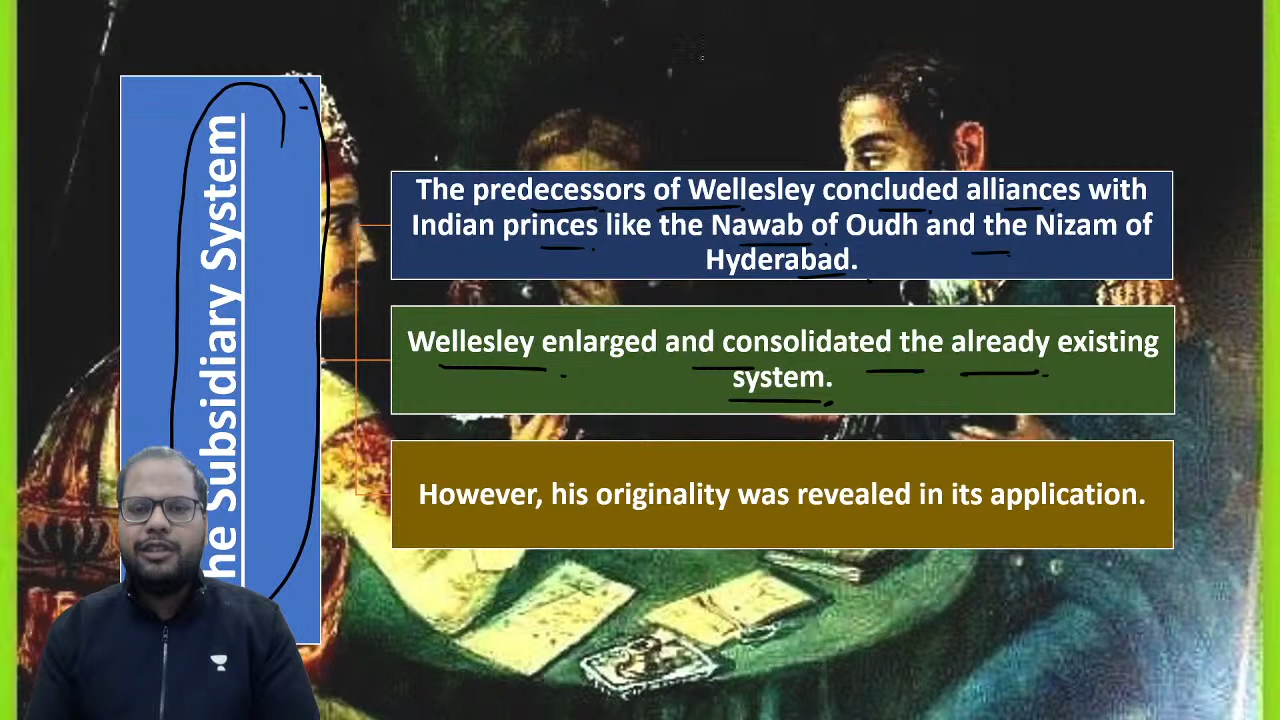 he Subsidiary System
The predecessors of Wellesley concluded alliances with
Indian princes like the Nawab of Oudh and the Nizam of
Hyderabad.
Wellesley enlarged and consolidated the already existing
system.
However, his originality was revealed in its application.